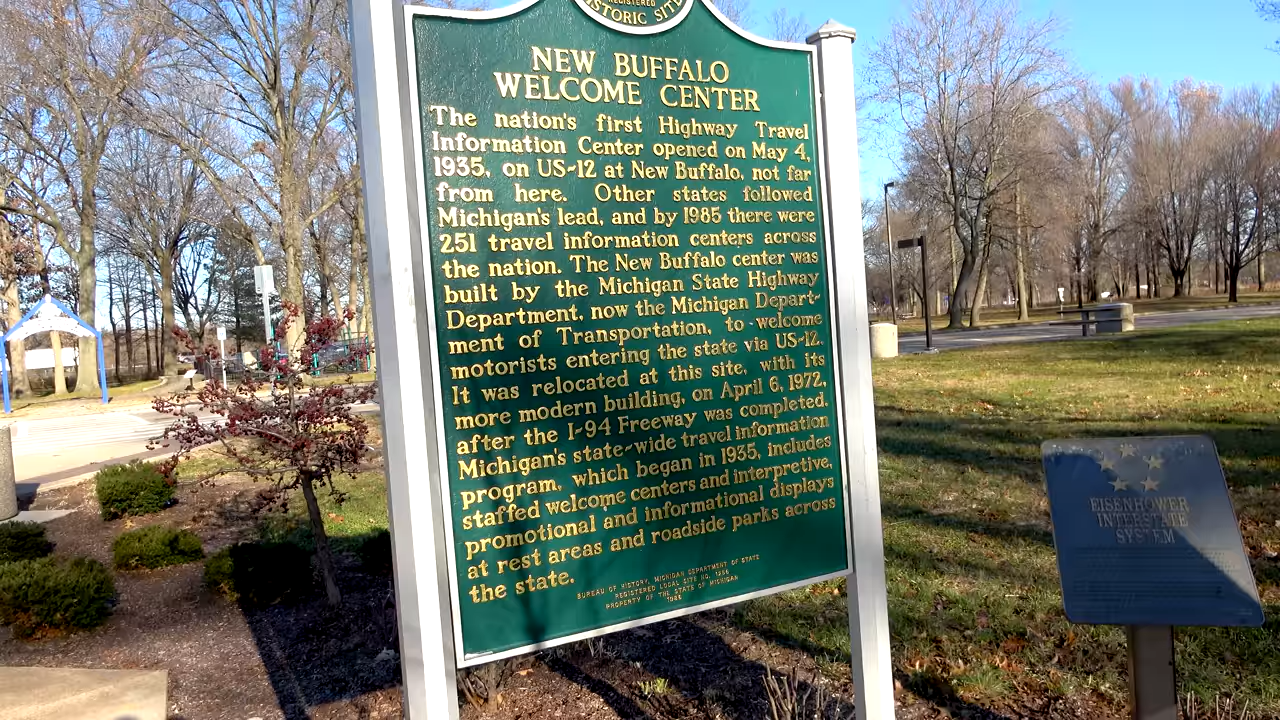 REGISTERED
HISTORIC SITE
NEW BUFFALO
WELCOME CENTER
The nation's first Highway Travel
Information Center opened on May 4,
1935, on US-12 at New Buffalo, not far
from here. Other states followed
Michigan's lead, and by 1985 there were
251 travel information centers across
the nation. The New Buffalo center was
built by the Michigan State Highway
Department, now the Michigan Depart-
ment of Transportation, to welcome
motorists entering the state via US-12.
It was relocated at this site, with its
more modern building, on April 6, 1972,
after the I-94 Freeway was completed.
Michigan's state-wide travel information
program, which began in 1935, includes
staffed welcome centers and interpretive,
promotional and informational displays
at rest areas and roadside parks across
the state.
BUREAU OF HISTORY, MICHIGAN DEPARTMENT OF STATE
REGISTERED LOCAL SITE NO. 1366
PROPERTY OF THE STATE OF MICHIGAN
EISENHOWER
INTERSTATE
SYSTEM